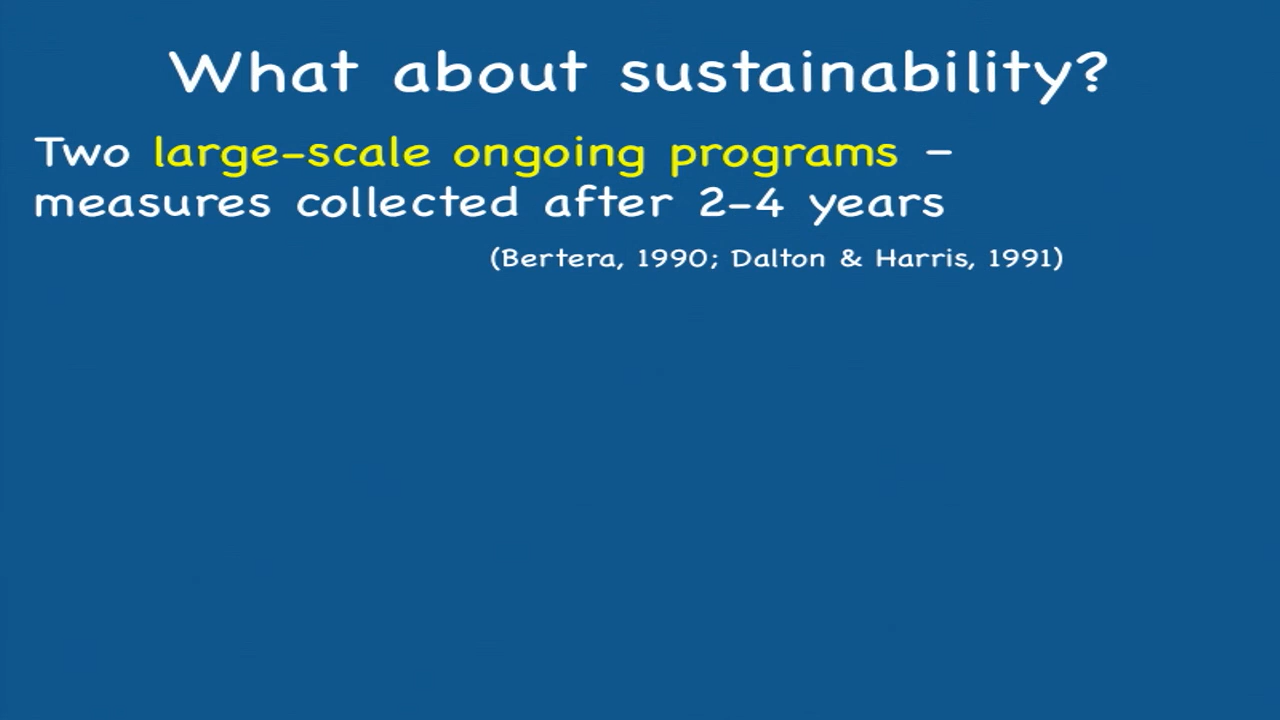 What about sustainability?
Two large-scale ongoing programs –
measures collected after 2-4 years
(Bertera, 1990; Dalton & Harris, 1991)